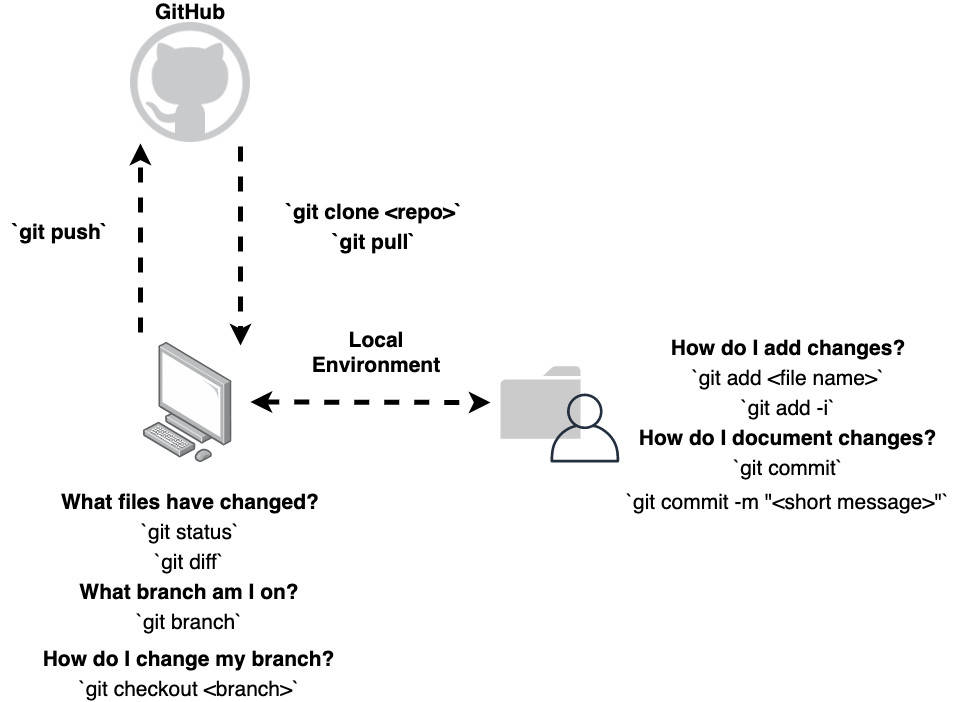 GitHub
`git push`
`git clone <repo>`
`git pull`
Local
Environment
How do I add changes?
`git add <file name>`
`git add -i`
How do I document changes?
`git commit`
`git commit -m "<short message>"`
What files have changed?
`git status`
`git diff`
What branch am I on?
`git branch`
How do I change my branch?
`git checkout <branch>`